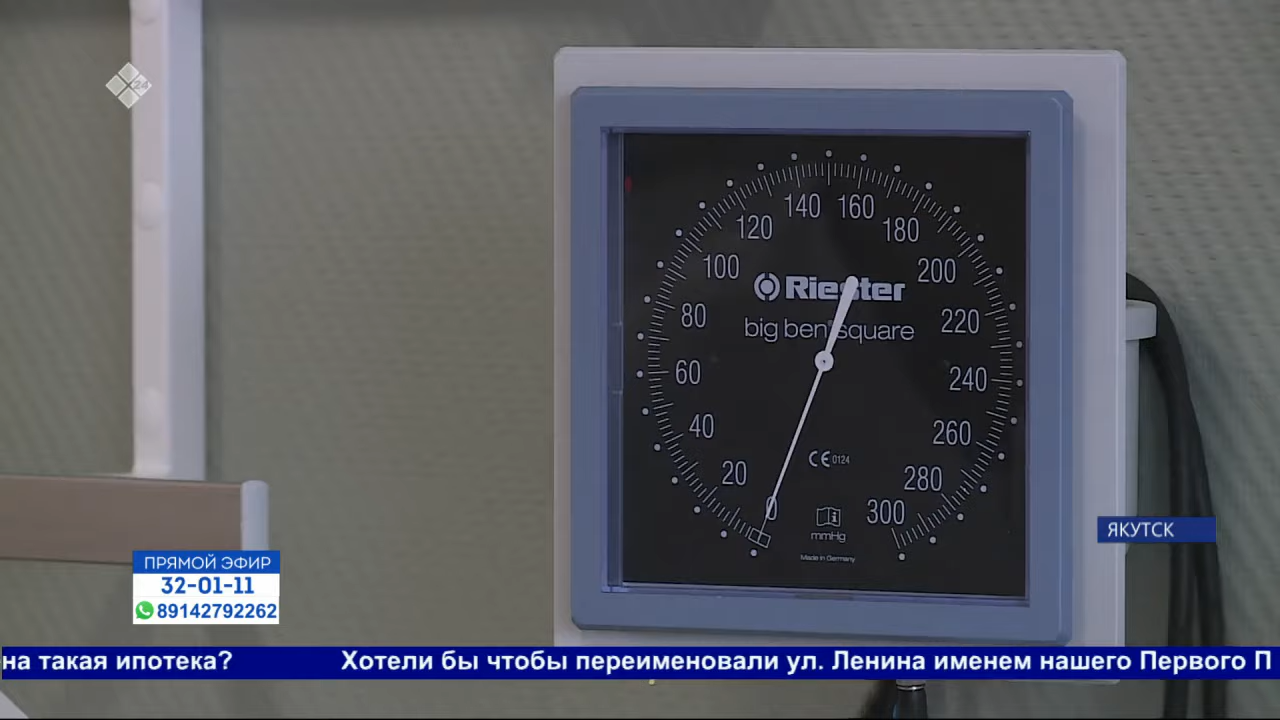 24
140 160
120 180
100 200
Riester
big ben square
80 220
60 240
40 260
CE 0124
20 280
0 300
mmHg
Made in Germany
ЯКУТСК
ПРЯМОЙ ЭФИР
32-01-11
89142792262
на такая ипотека? Хотели бы чтобы переименовали ул. Ленина именем нашего Первого П